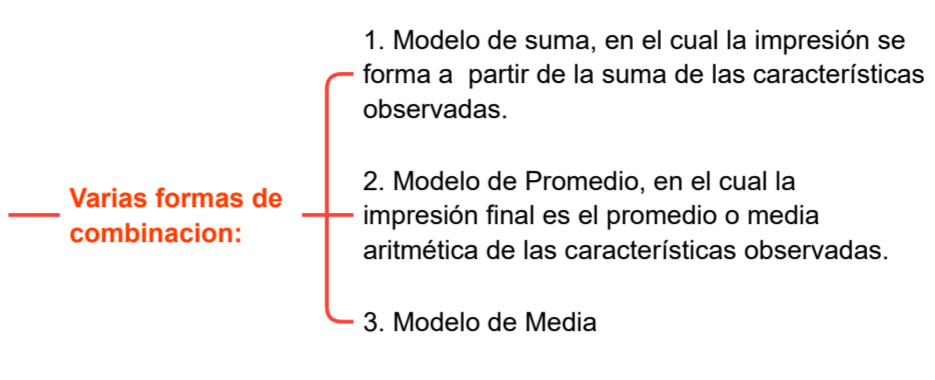 1. Modelo de suma, en el cual la impresión se
forma a  partir de la suma de las características
observadas.
Varias formas de
combinacion:
2. Modelo de Promedio, en el cual la
impresión final es el promedio o media
aritmética de las características observadas.
3. Modelo de Media